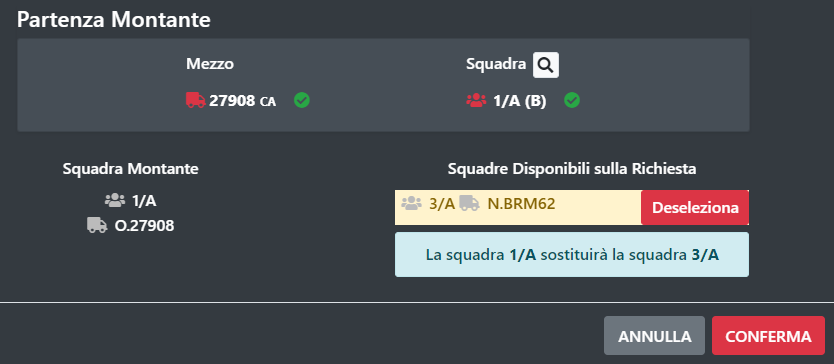 Partenza Montante
Mezzo
Squadra
27908 CA
1/A (B)
Squadra Montante
1/A
O.27908
Squadre Disponibili sulla Richiesta
3/A N.BRM62
Deseleziona
La squadra 1/A sostituirà la squadra 3/A
ANNULLA
CONFERMA